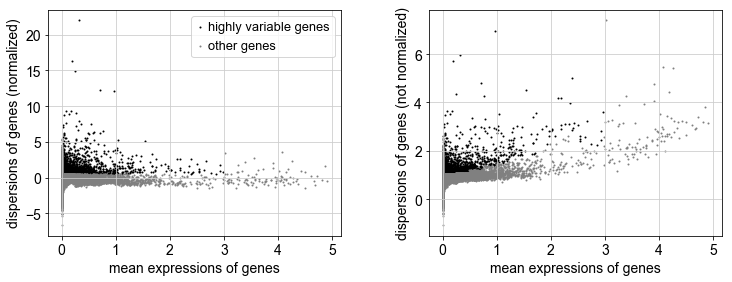 dispersions of genes (normalized)
20
15
10
5
0
−5
highly variable genes
other genes
0 1 2 3 4 5
mean expressions of genes
dispersions of genes (not normalized)
6
4
2
0
0 1 2 3 4 5
mean expressions of genes